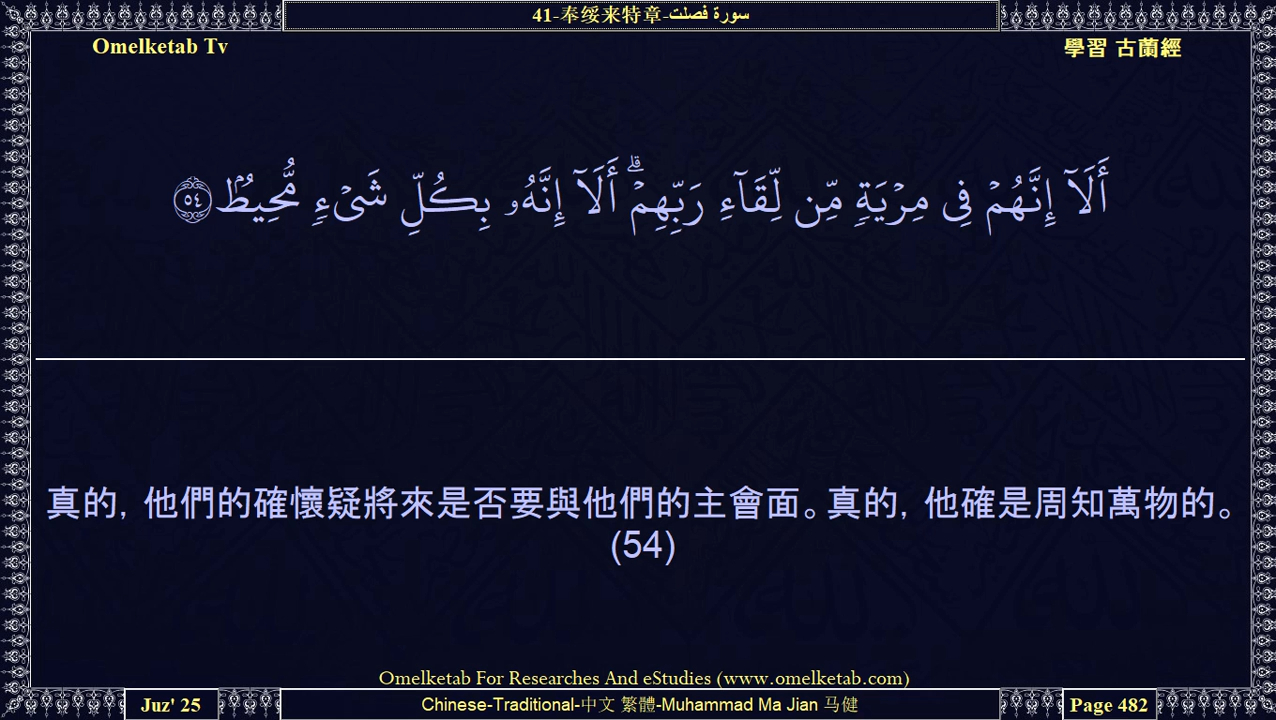 41-奉绥来特章-سورة فصلت
Omelketab Tv
學習 古蘭經
أَلَآ إِنَّهُمْ فِى مِرْيَةٍ مِّن لِّقَآءِ رَبِّهِمْ ۗ أَلَآ إِنَّهُۥ بِكُلِّ شَىْءٍ مُّحِيطٌۢ ٥٤
真的，他們的確懷疑將來是否要與他們的主會面。真的，他確是周知萬物的。
(54)
Omelketab For Researches And eStudies (www.omelketab.com)
Juz' 25
Chinese-Traditional-中文 繁體-Muhammad Ma Jian 马健
Page 482